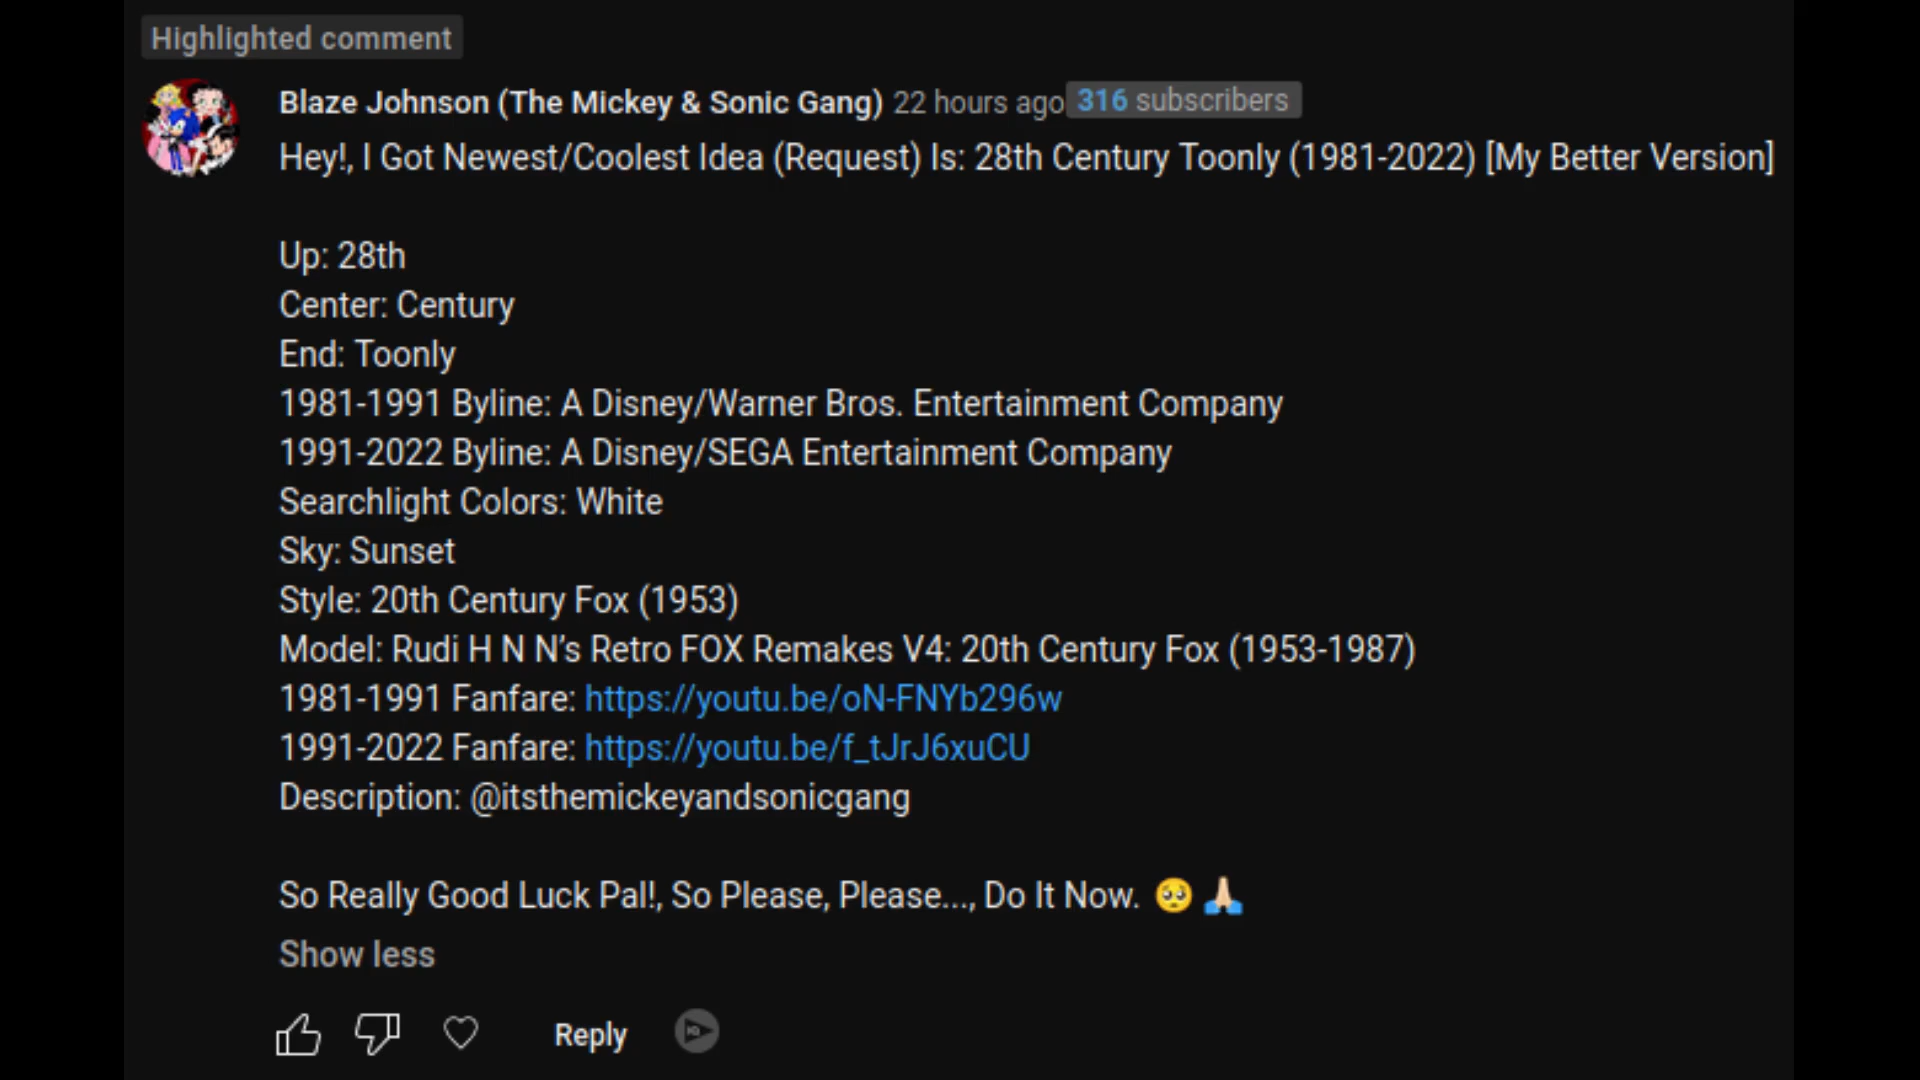 Highlighted comment
Blaze Johnson (The Mickey & Sonic Gang) 22 hours ago 316 subscribers
Hey!, I Got Newest/Coolest Idea (Request) Is: 28th Century Toonly (1981-2022) [My Better Version]
Up: 28th
Center: Century
End: Toonly
1981-1991 Byline: A Disney/Warner Bros. Entertainment Company
1991-2022 Byline: A Disney/SEGA Entertainment Company
Searchlight Colors: White
Sky: Sunset
Style: 20th Century Fox (1953)
Model: Rudi H N N’s Retro FOX Remakes V4: 20th Century Fox (1953-1987)
1981-1991 Fanfare: https://youtu.be/oN-FNYb296w
1991-2022 Fanfare: https://youtu.be/f_tJrJ6xuCU
Description: @itsthemickeyandsonicgang
So Really Good Luck Pal!, So Please, Please..., Do It Now. 🥺 🙏🏻
Show less
Reply